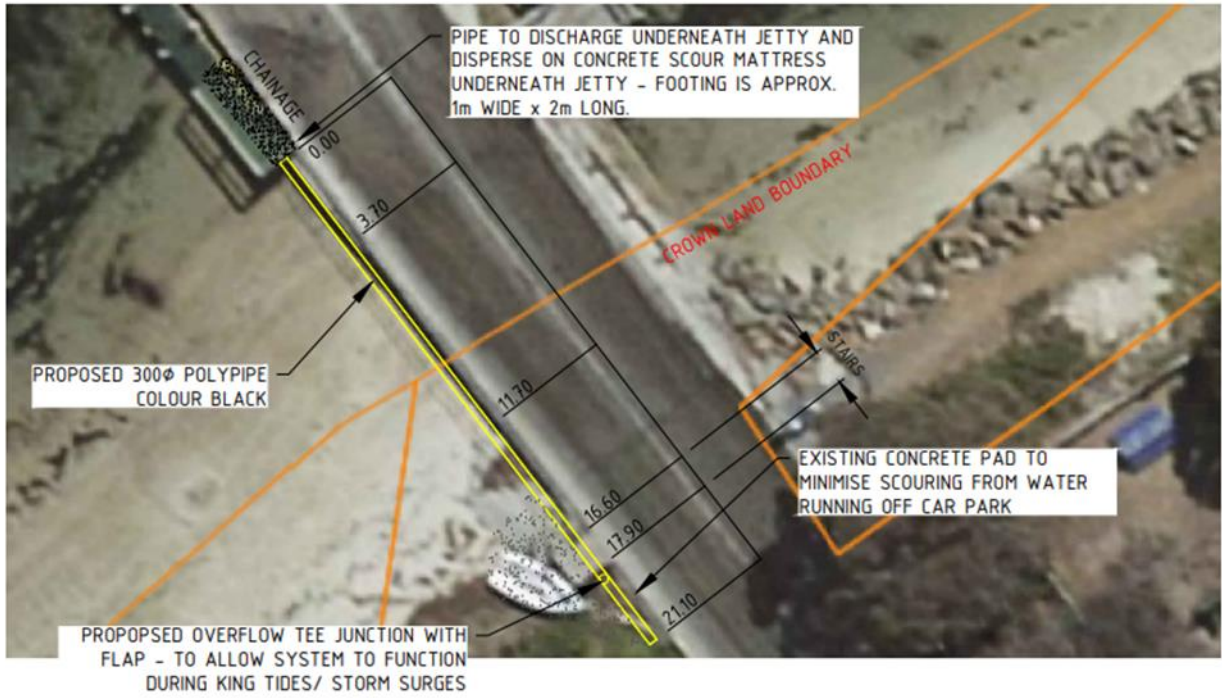 PIPE TO DISCHARGE UNDERNEATH JETTY AND
DISPERSE ON CONCRETE SCOUR MATTRESS
UNDERNEATH JETTY - FOOTING IS APPROX.
1m WIDE x 2m LONG.
CHAINAGE
0.00
3.70
CROWN LAND BOUNDARY
PROPOSED 300Ø POLYPIPE
COLOUR BLACK
11.70
STAIRS
EXISTING CONCRETE PAD TO
MINIMISE SCOURING FROM WATER
RUNNING OFF CAR PARK
16.60
17.90
21.10
PROPOPSED OVERFLOW TEE JUNCTION WITH
FLAP - TO ALLOW SYSTEM TO FUNCTION
DURING KING TIDES/ STORM SURGES